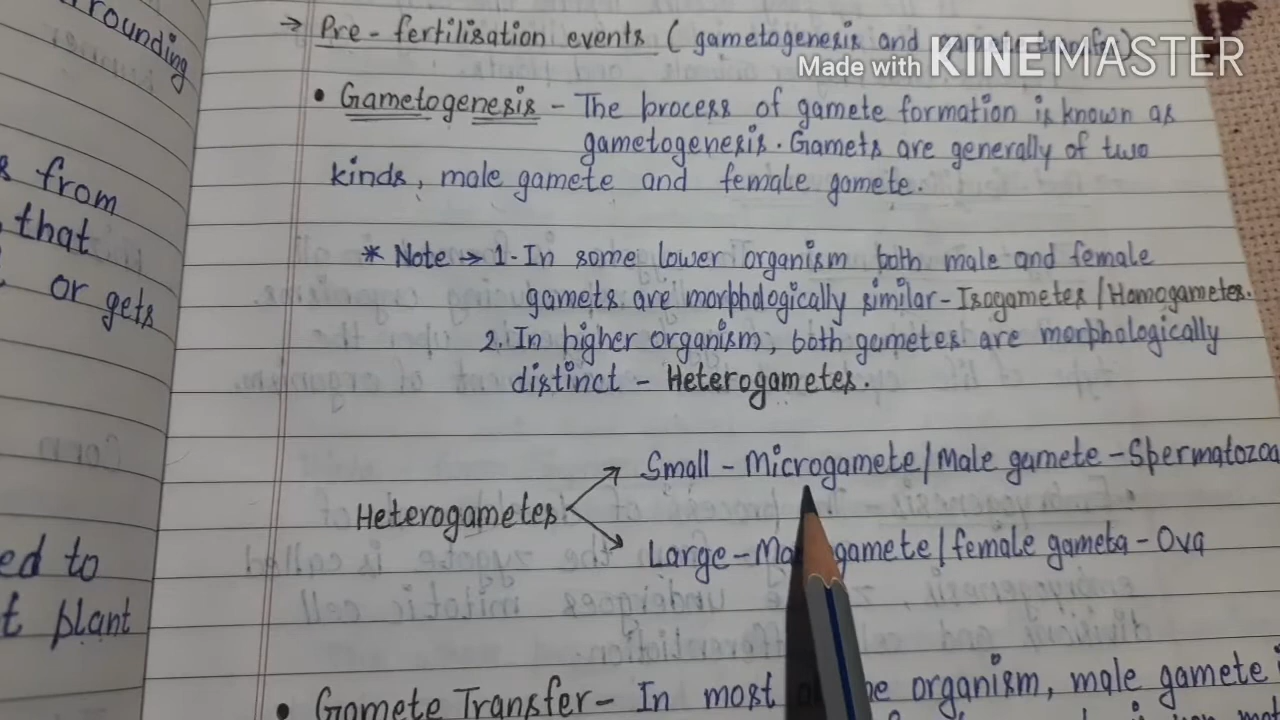 rounding
→ Pre-fertilisation events (gametogenesis and
Made with KINEMASTER
• Gametogenesis - The process of gamete formation is known as
gametogenesis. Gamets are generally of two
kinds, male gamete and female gamete.
from
that
or gets
* Note → 1. In some lower organism both male and female
gamets are morphologically similar - Isogametes / Homogametes.
2. In higher organism, both gametes are morphologically
distinct - Heterogametes.
Small - Microgamete / Male gamete - Spermatozoa
Heterogametes
Large - gamete / female gameta - Ova
ed to
t plant
• Gamete Transfer - In most organism, male gamete